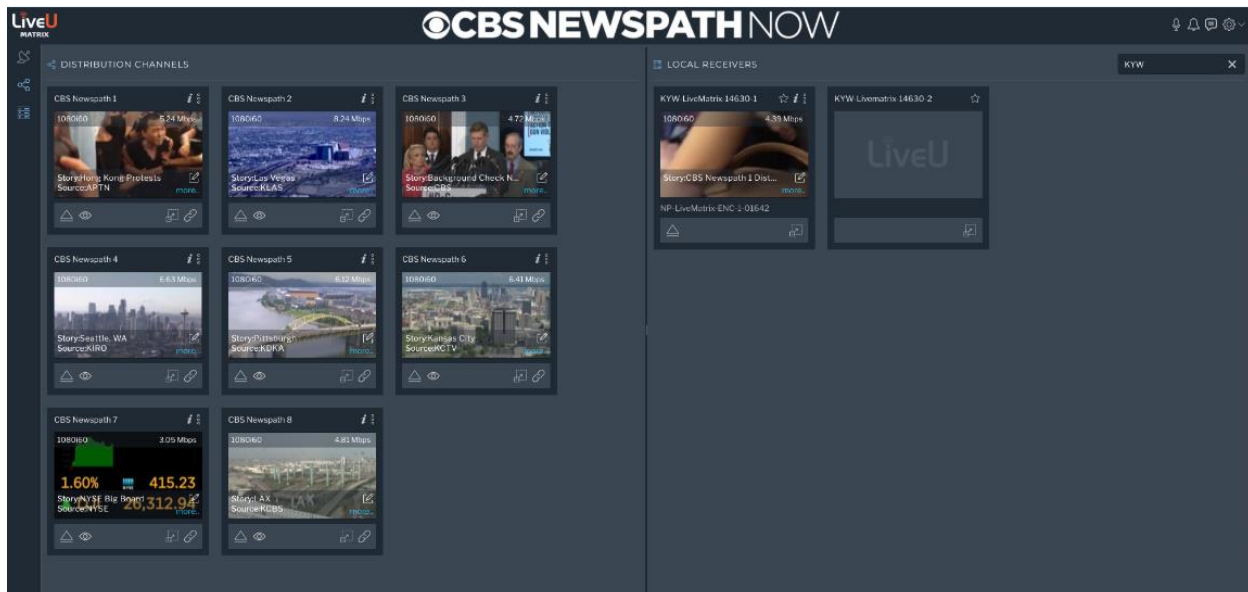 LiveU
MATRIX
CBS NEWSPATH NOW
DISTRIBUTION CHANNELS
CBS Newspath 1
1080i60 5.24 Mbps
Story:Hong Kong Protests
Source:APTN more..
CBS Newspath 2
1080i60 8.24 Mbps
Story:Las Vegas
Source:KLAS more..
CBS Newspath 3
1080i60 4.72 Mbps
GUN VIOL
Story:Background Check N...
Source:CBS more..
CBS Newspath 4
1080i60 6.63 Mbps
Story:Seattle, WA
Source:KIRO more..
CBS Newspath 5
1080i60 6.12 Mbps
Story:Pittsburgh
Source:KDKA more..
CBS Newspath 6
1080i60 6.41 Mbps
Story:Kansas City
Source:KCTV more..
CBS Newspath 7
1080i60 3.05 Mbps
1.60% NYSE 415.23
Story:NYSE Big Board
26,312.94
Source:NYSE more..
CBS Newspath 8
1080i60 4.81 Mbps
Story:LAX
LAX
Source:KCBS more..
LOCAL RECEIVERS
KYW
KYW-LiveMatrix-14630-1
1080i60 4.39 Mbps
Story:CBS Newspath 1 Dist...
more..
NP-LiveMatrix-ENC-1-01642
KYW-Livematrix-14630-2
LiveU